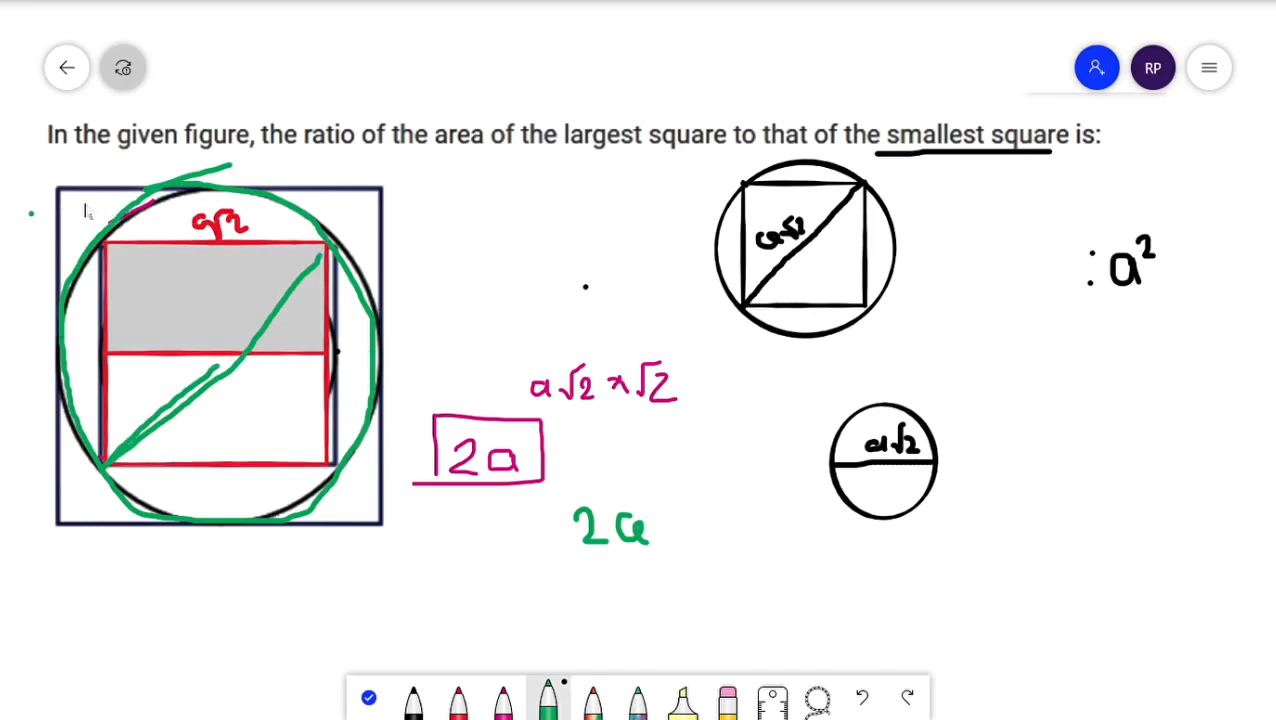 RP
In the given figure, the ratio of the area of the largest square to that of the smallest square is:
a√2
a√2
: a²
a√2 × √2
2a
a√2
2a